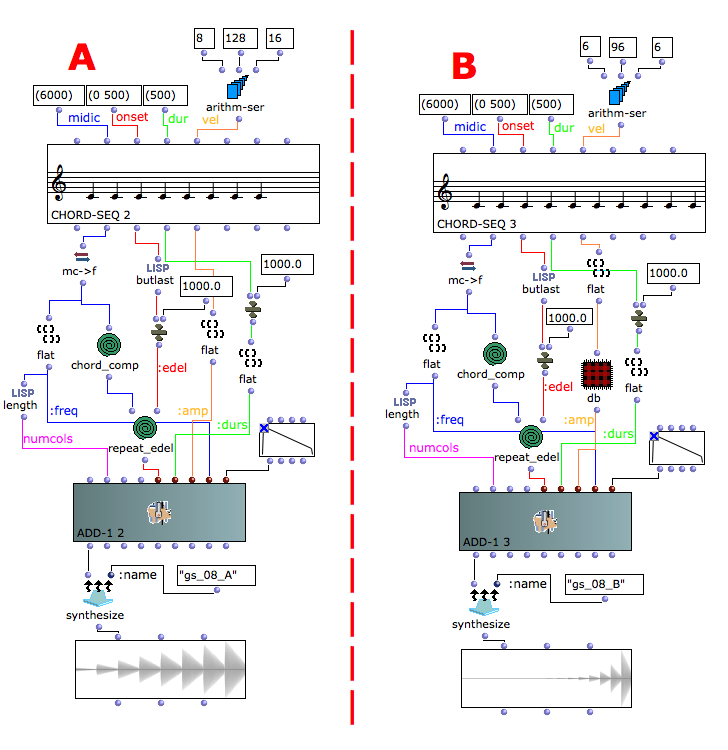 A
8 128 16
(6000) (0 500) (500)
arithm-ser
midic onset dur vel
CHORD-SEQ 2
mc->f
LISP
butlast
1000.0
1000.0
flat
chord_comp
flat
flat
:edel
LISP
length
:freq
:amp
:durs
numcols
repeat_edel
ADD-1 2
:name "gs_08_A"
synthesize
B
6 96 6
(6000) (0 500) (500)
arithm-ser
midic onset dur vel
CHORD-SEQ 3
mc->f
LISP
butlast
flat
1000.0
1000.0
flat
chord_comp
:edel
db
flat
LISP
length
:freq
:amp
:durs
numcols
repeat_edel
ADD-1 3
:name "gs_08_B"
synthesize